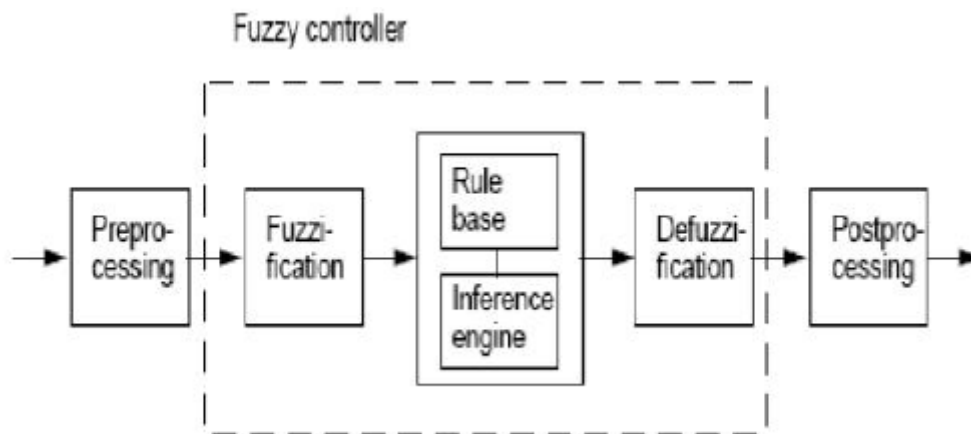 Fuzzy controller
Prepro-
cessing
Fuzzi-
fication
Rule
base
Inference
engine
Defuzzi-
fication
Postpro-
cessing